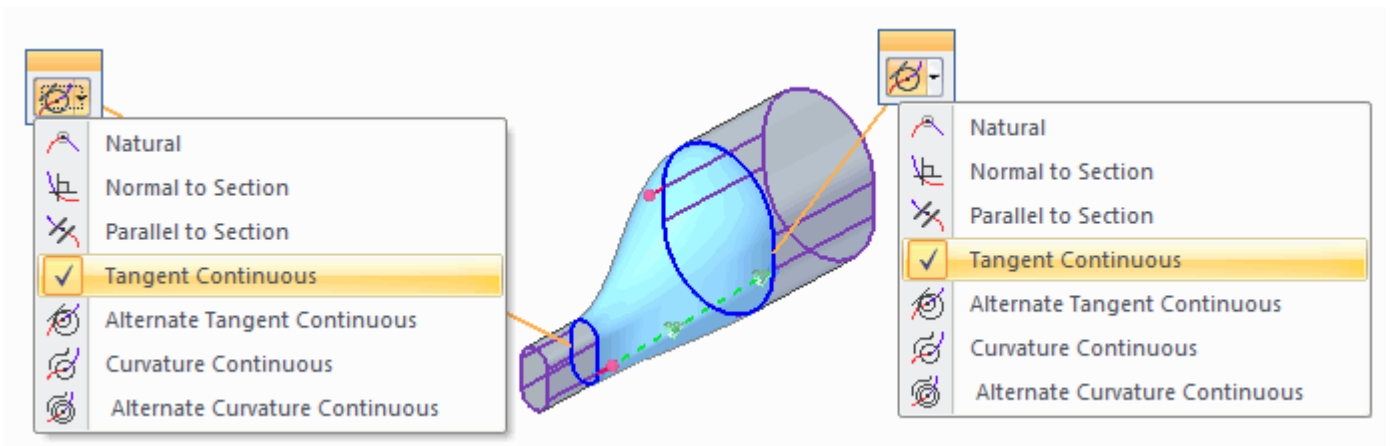 Natural
Normal to Section
Parallel to Section
Tangent Continuous
Alternate Tangent Continuous
Curvature Continuous
Alternate Curvature Continuous
Natural
Normal to Section
Parallel to Section
Tangent Continuous
Alternate Tangent Continuous
Curvature Continuous
Alternate Curvature Continuous